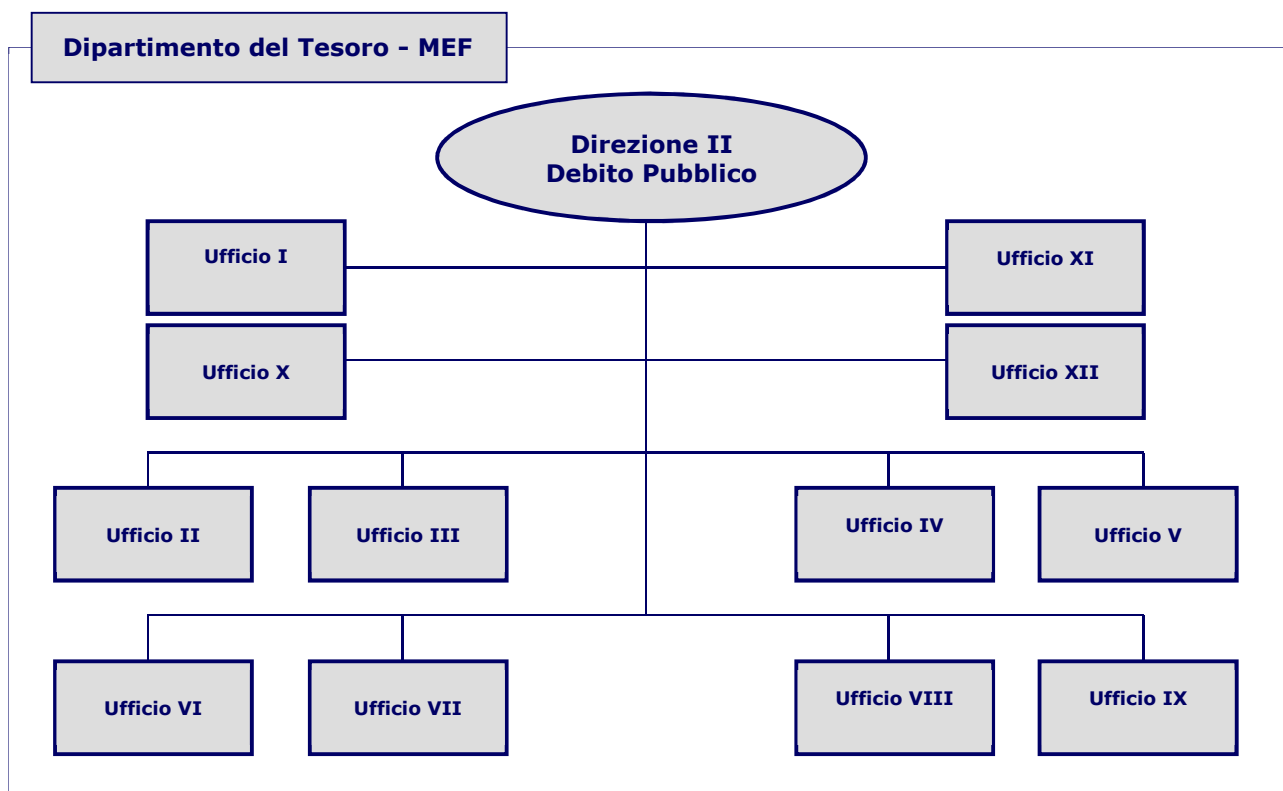 Dipartimento del Tesoro - MEF
Direzione II
Debito Pubblico
Ufficio I
Ufficio XI
Ufficio X
Ufficio XII
Ufficio II
Ufficio III
Ufficio IV
Ufficio V
Ufficio VI
Ufficio VII
Ufficio VIII
Ufficio IX